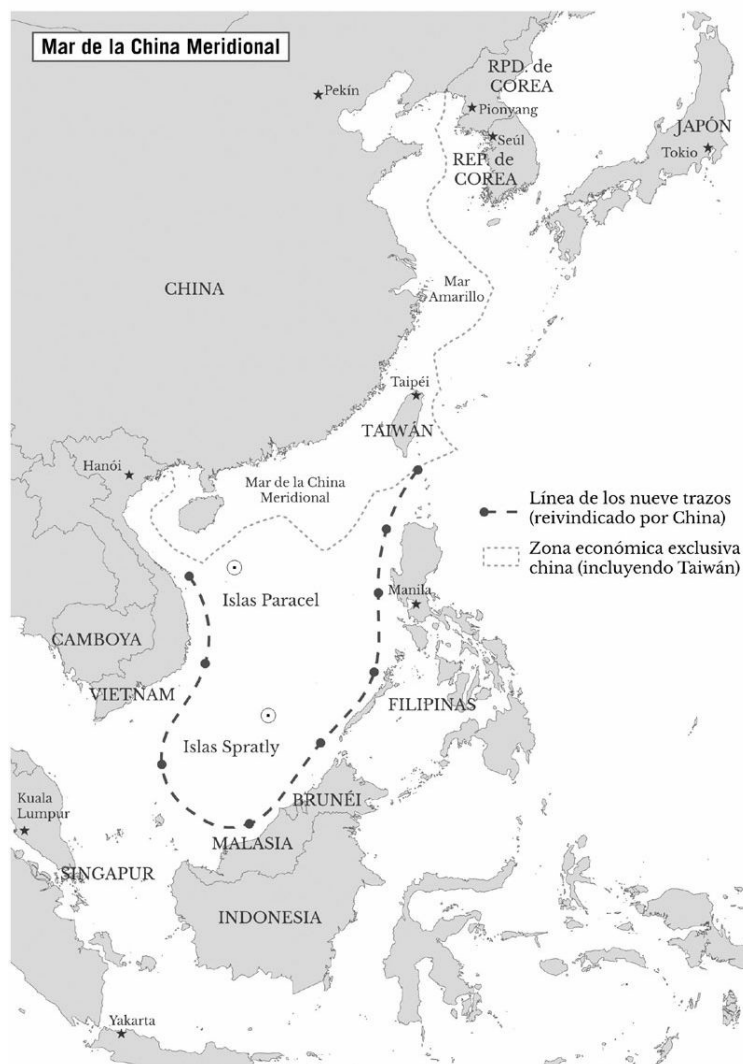 Mar de la China Meridional
RPD. de
COREA
Pekín
Pionyang
JAPÓN
Seúl
Tokio
REP. de
COREA
CHINA
Mar
Amarillo
Taipéi
TAIWÁN
Hanói
Mar de la China
Meridional
Línea de los nueve trazos
(reivindicado por China)
Zona económica exclusiva
china (incluyendo Taiwán)
Islas Paracel
Manila
CAMBOYA
VIETNAM
FILIPINAS
Islas Spratly
Kuala
Lumpur
BRUNÉI
MALASIA
SINGAPUR
INDONESIA
Yakarta